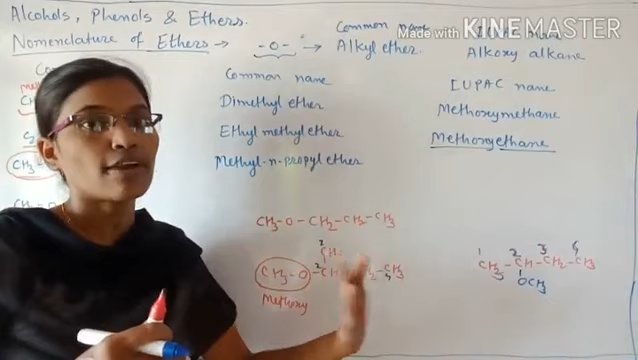 Alcohols, Phenols & Ethers.
Nomenclature of Ethers → -O- → Common name
Alkyl ether. Alkoxy alkane
Made with KINEMASTER
Common name IUPAC name
Dimethyl ether Methoxymethane
Ethyl methyl ether Methoxyethane
Methyl-n-propyl ether
CH3-O-CH2-CH2-CH3
CH3-O-CH
Methoxy
1 2 3 4
CH3-CH-CH2-CH3
OCH3